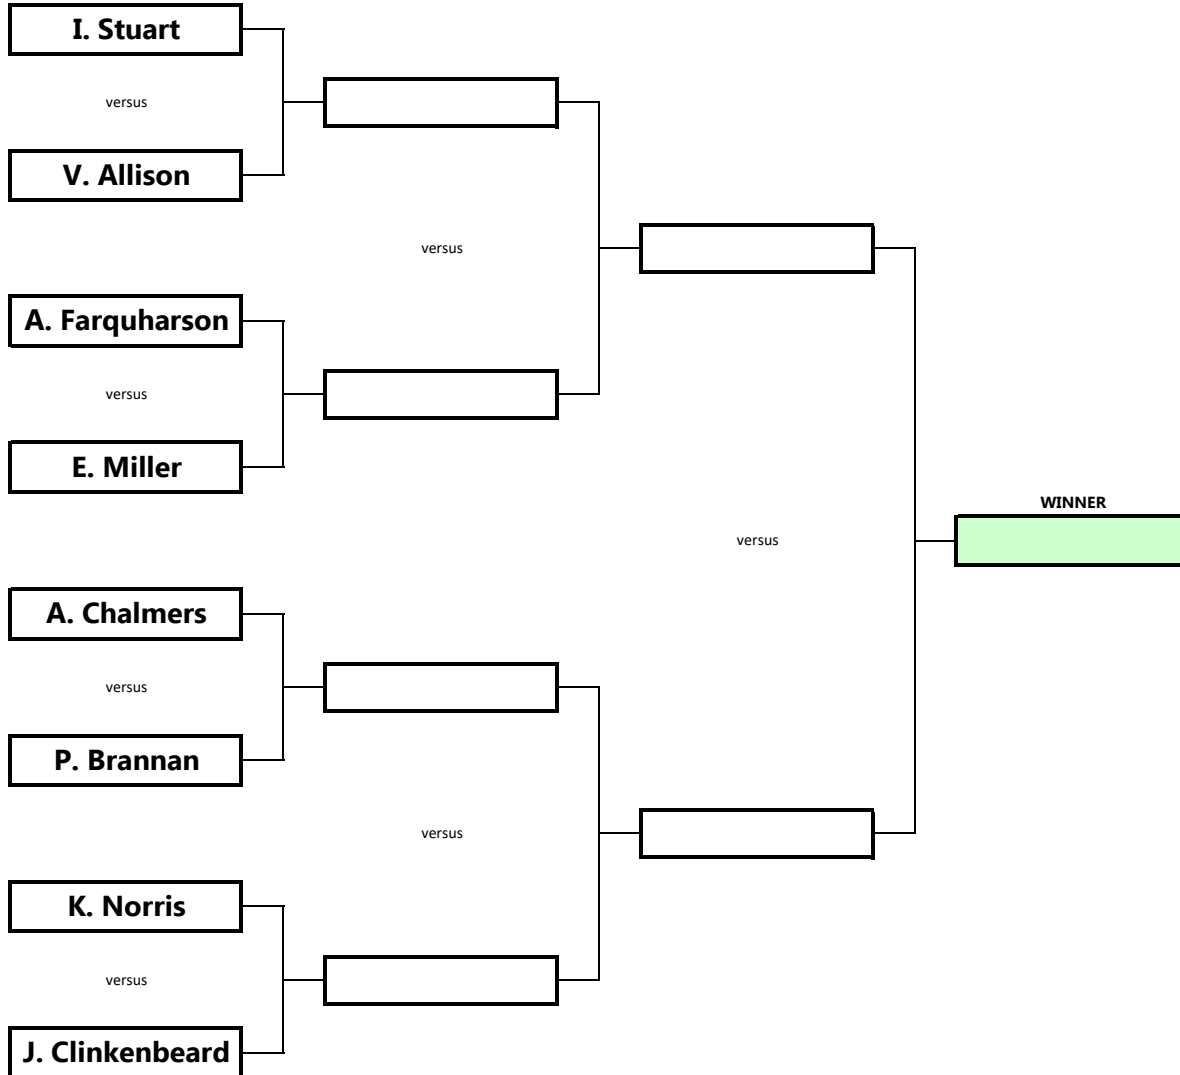 I. Stuart
versus
V. Allison
versus
A. Farquharson
versus
E. Miller
WINNER
versus
A. Chalmers
versus
P. Brannan
versus
K. Norris
versus
J. Clinkenbeard